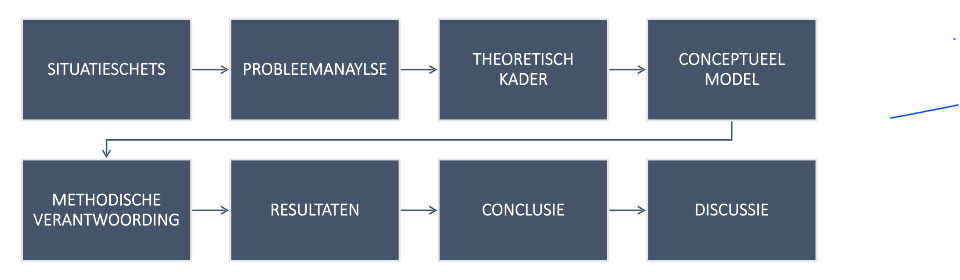 SITUATIESCHETS
PROBLEEMANAYLSE
THEORETISCH
KADER
CONCEPTUEEL
MODEL
METHODISCHE
VERANTWOORDING
RESULTATEN
CONCLUSIE
DISCUSSIE